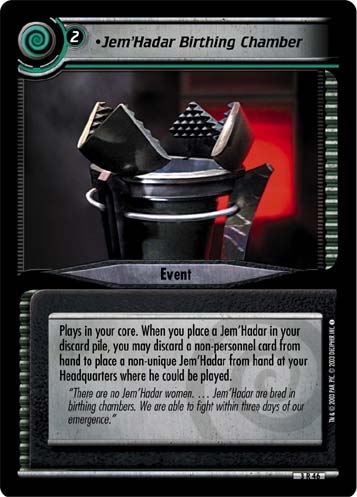 2
•Jem'Hadar Birthing Chamber
Event
Plays in your core. When you place a Jem'Hadar in your
discard pile, you may discard a non-personnel card from
hand to place a non-unique Jem'Hadar from hand at your
Headquarters where he could be played.
"There are no Jem'Hadar women. … Jem'Hadar are bred in
birthing chambers. We are able to fight within three days of our
emergence."
TM & © 2003 PAR. PIC. © 2003 DECIPHER INC.
3 R 46